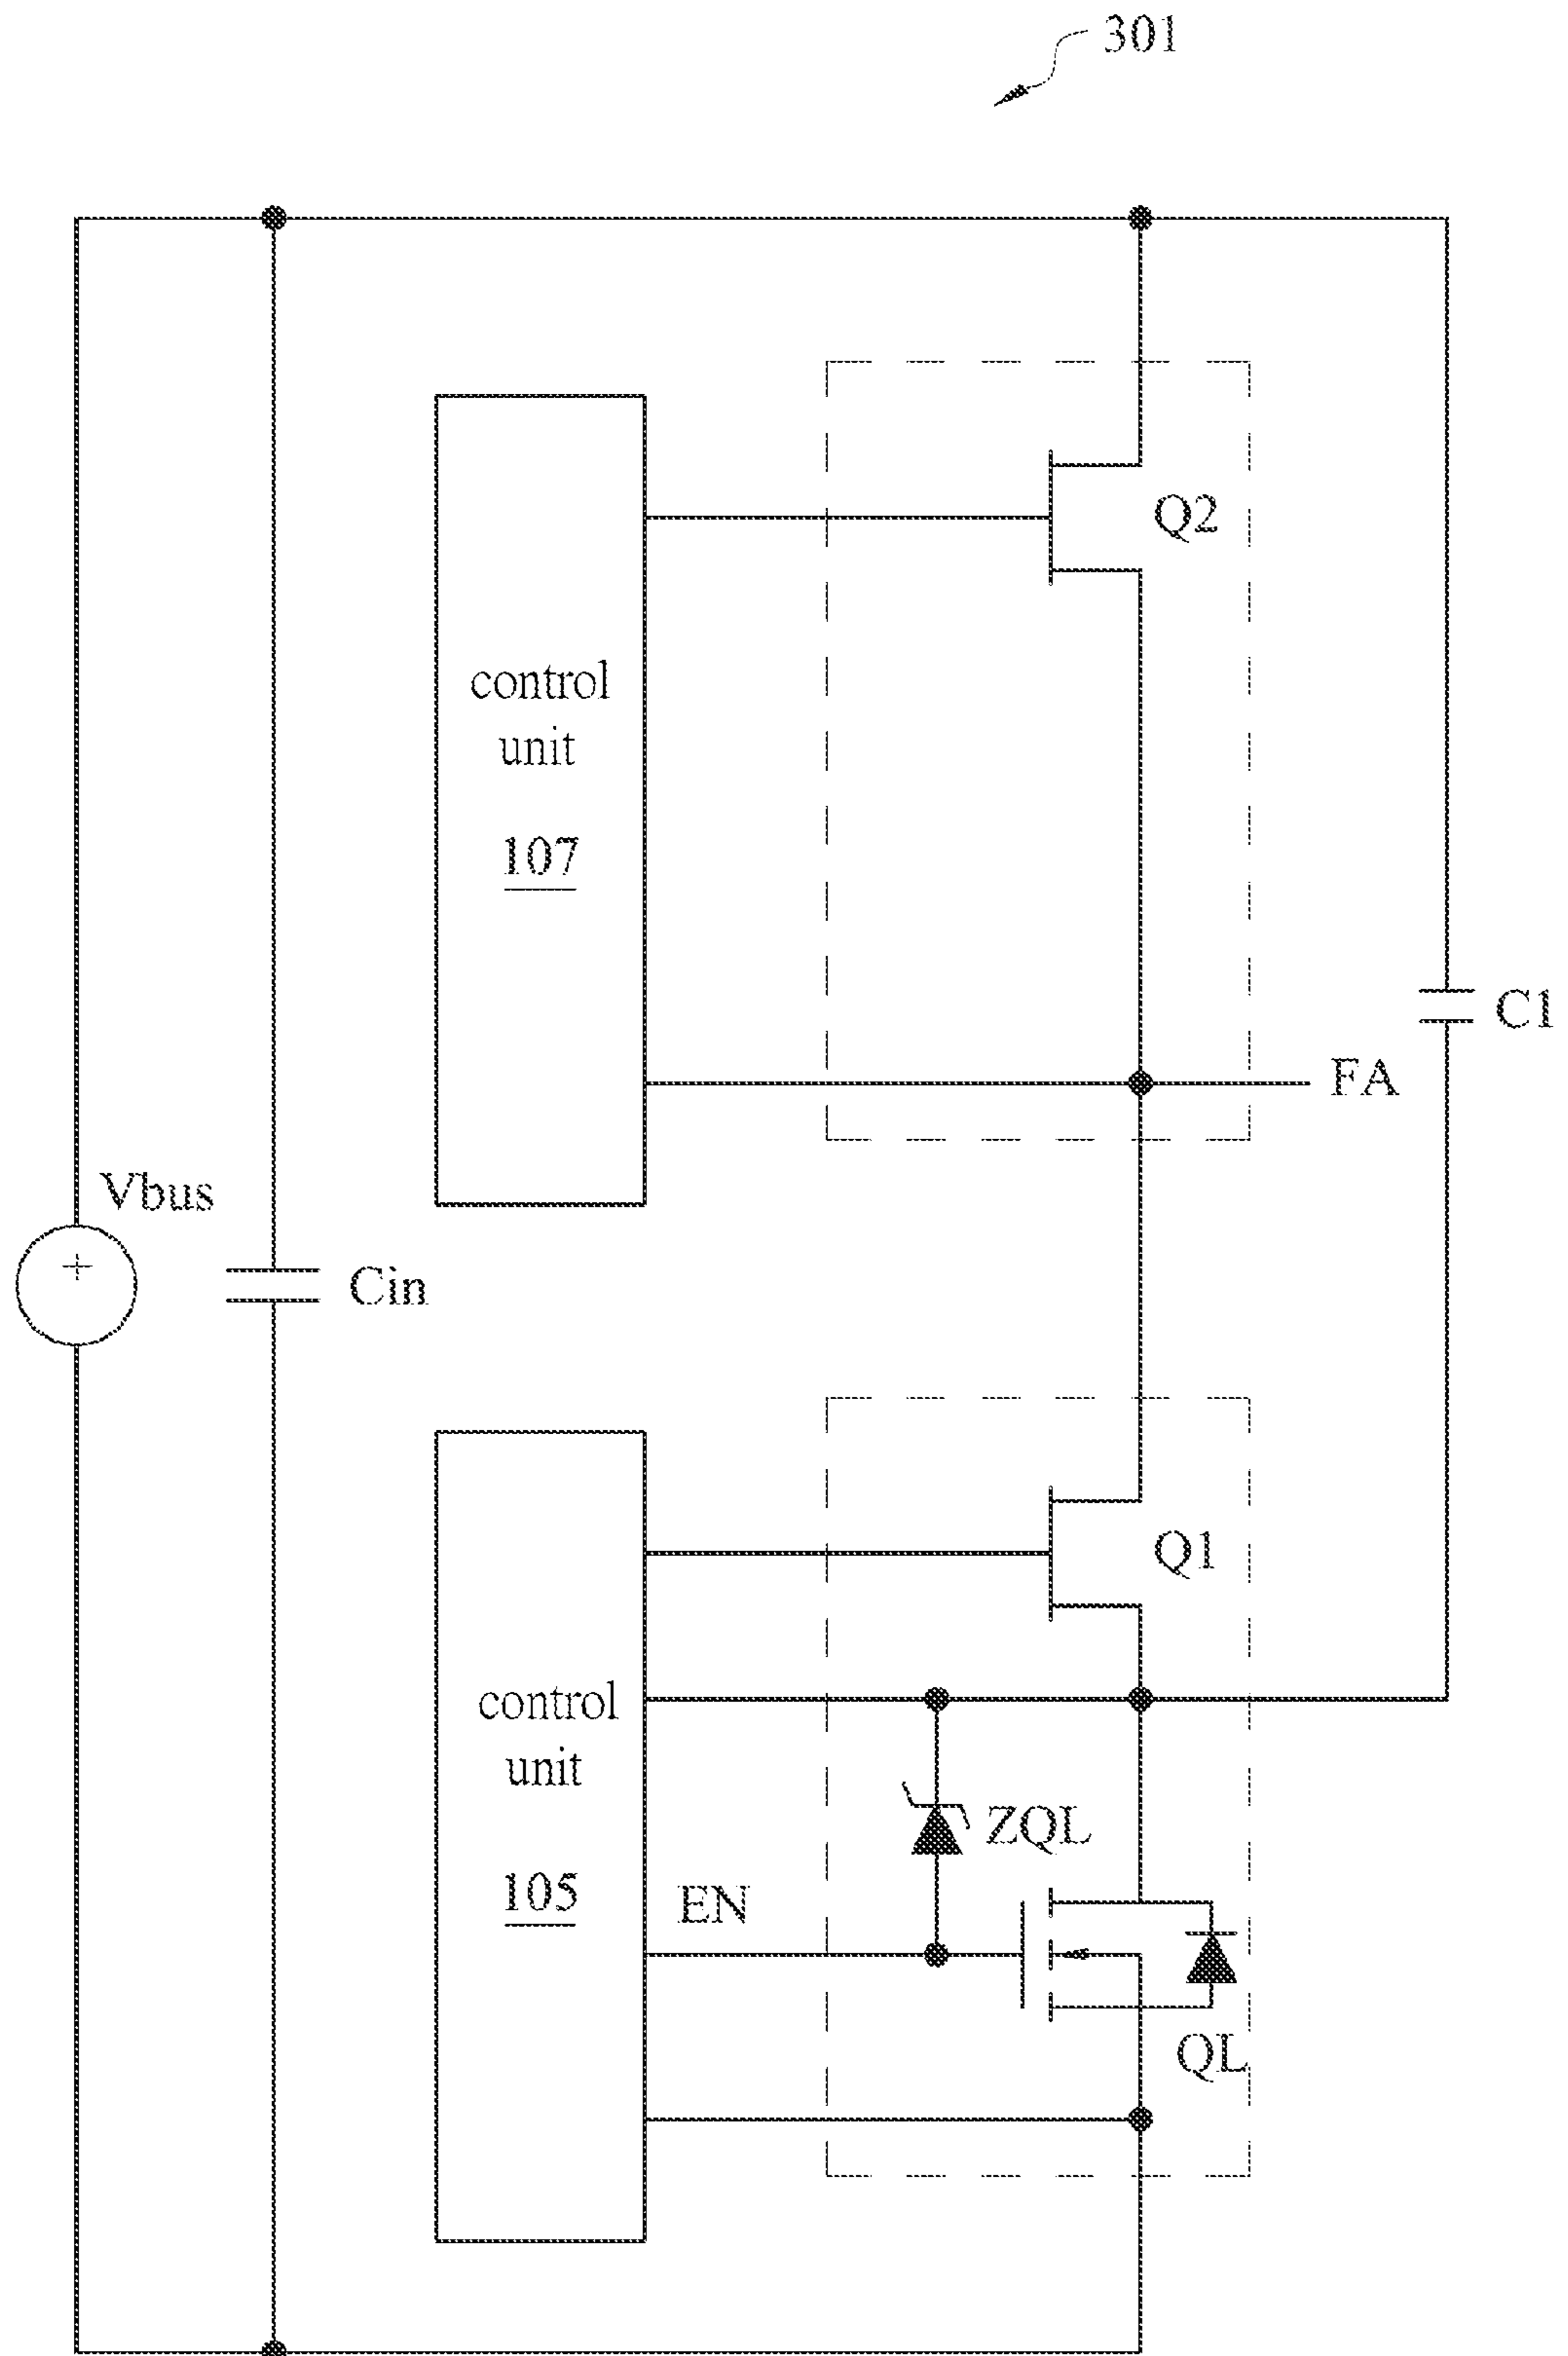 301
Q2
control
unit
107
C1
FA
Vbus
+
Cin
Q1
control
unit
105
ZQL
EN
QL